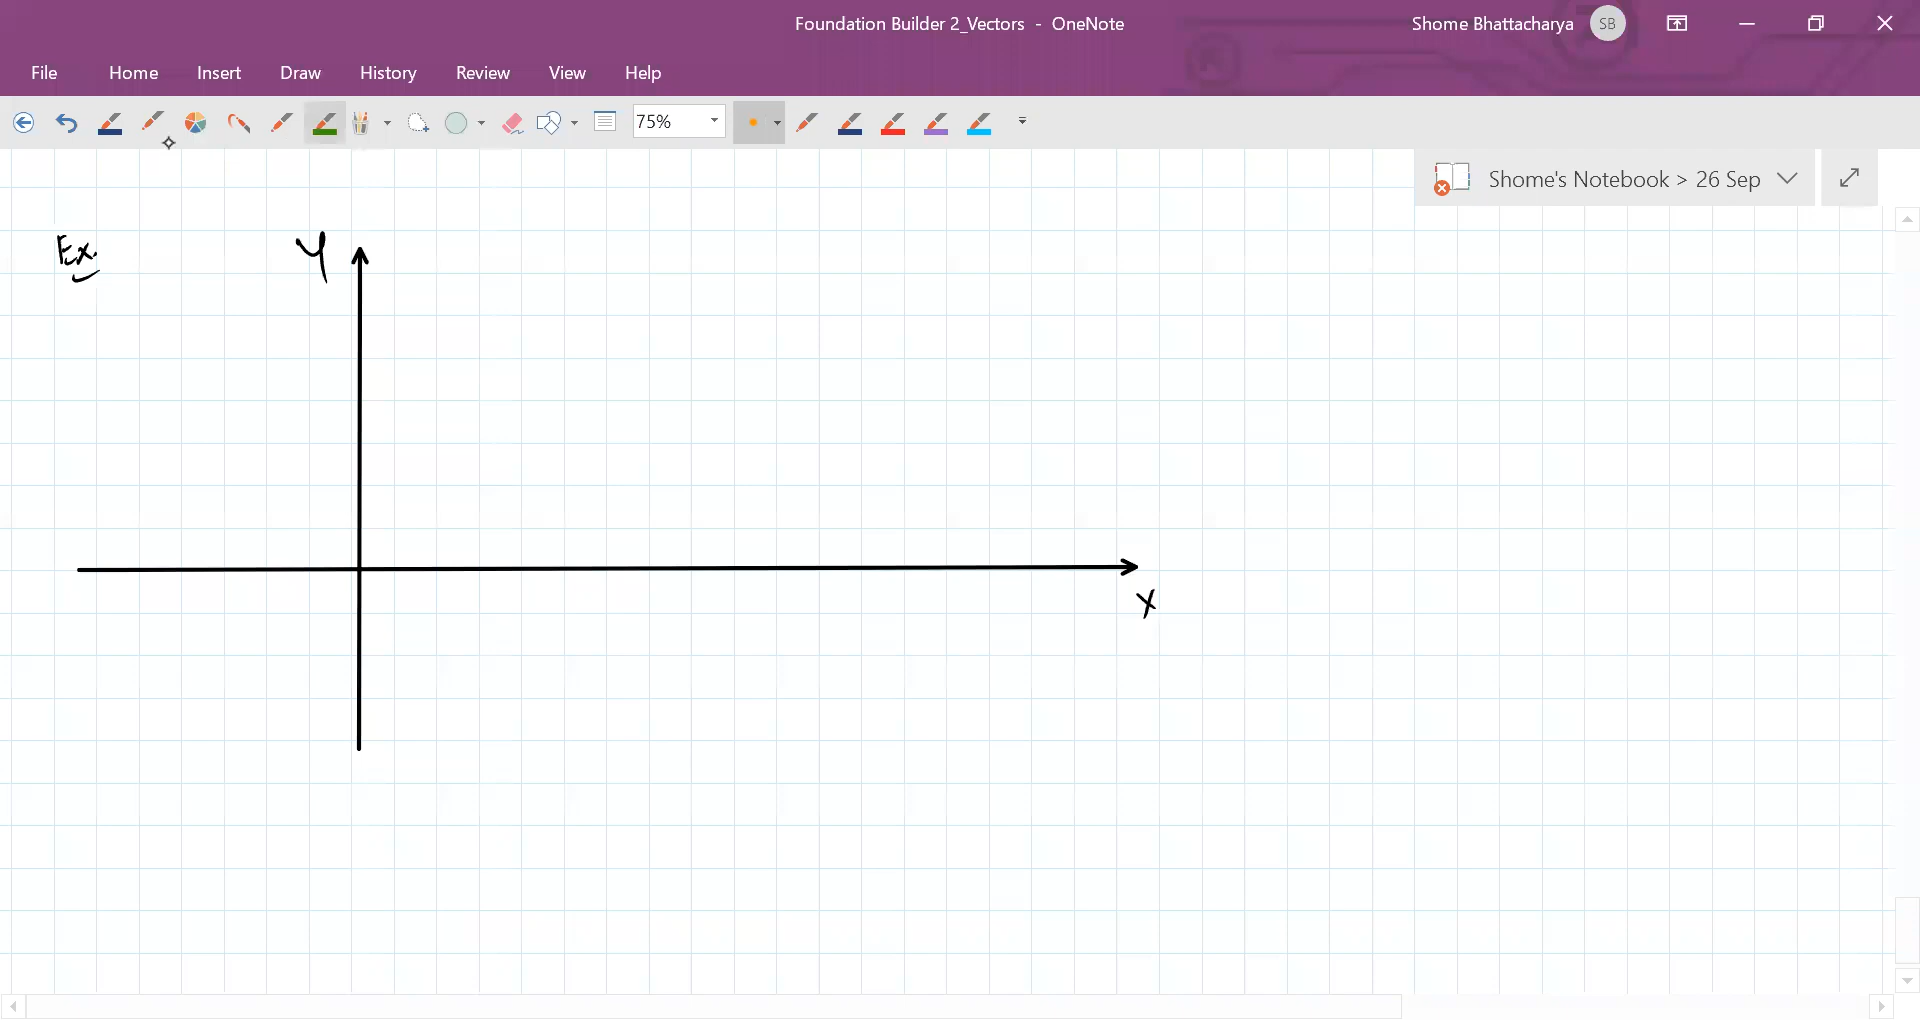 Foundation Builder 2_Vectors - OneNote
Shome Bhattacharya SB
File Home Insert Draw History Review View Help
75%
Shome's Notebook > 26 Sep
Ex.
Y
X